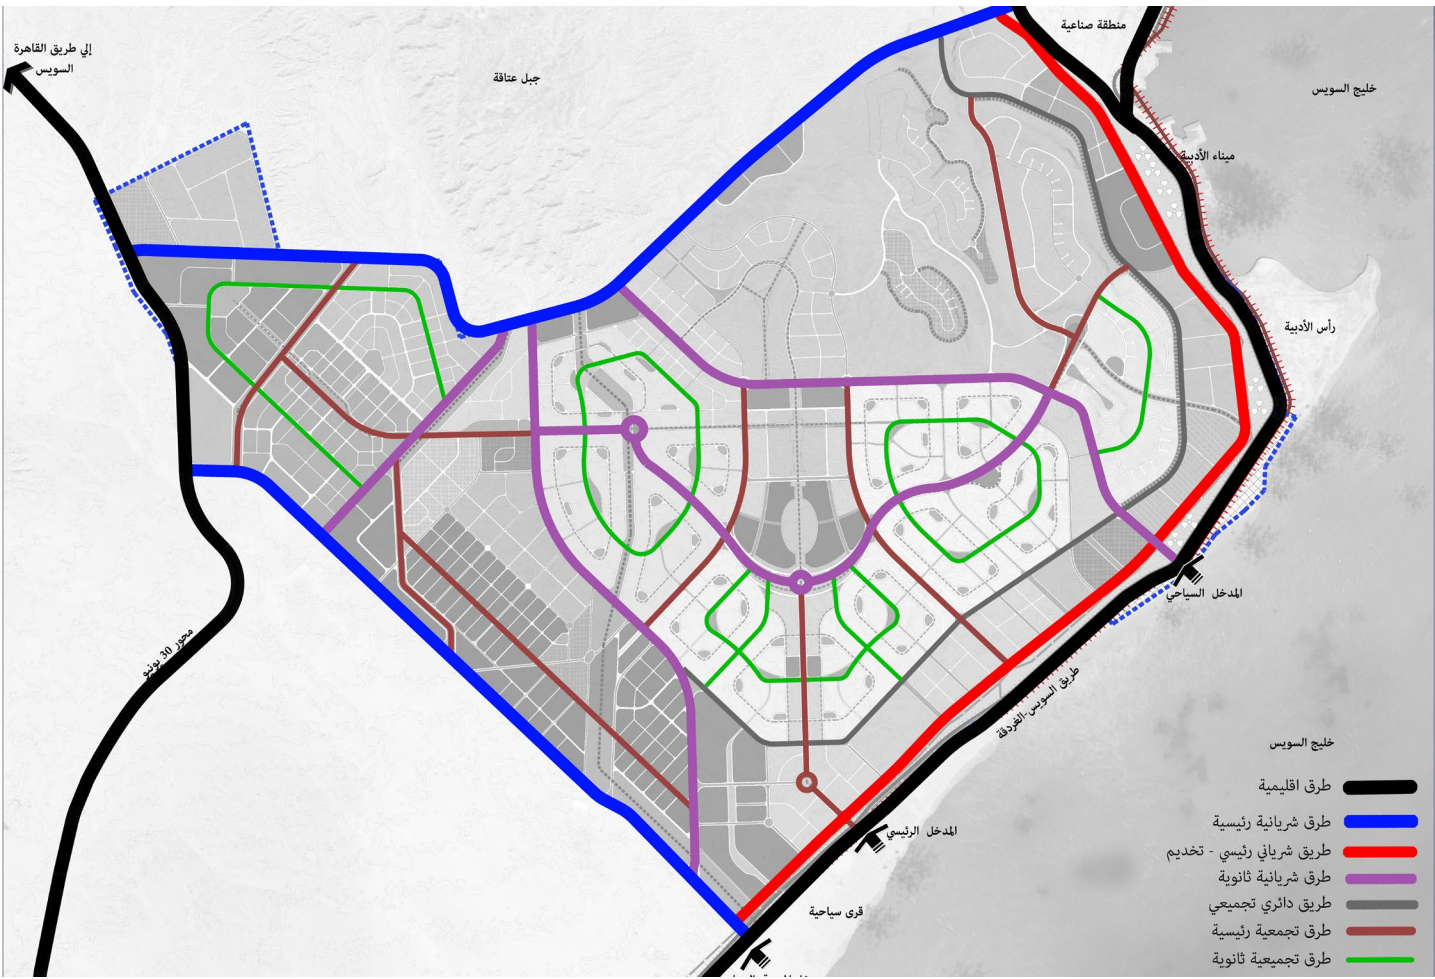 منطقة صناعية
إلي طريق القاهرة
السويس
جبل عتاقة
خليج السويس
ميناء الأدبية
رأس الأدبية
المدخل السياحي
محور 30 يونيو
طريق السويس-الغردقة
خليج السويس
طرق اقليمية
طرق شريانية رئيسية
طريق شرياني رئيسي - تخديم
طرق شريانية ثانوية
طريق دائري تجميعي
طرق تجمعية رئيسية
طرق تجميعية ثانوية
المدخل الرئيسي
قرى سياحية